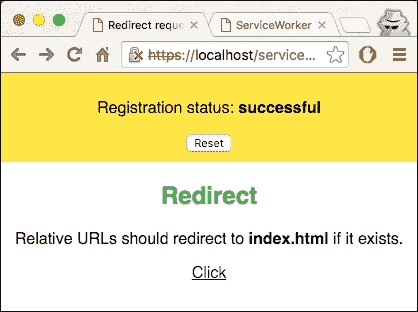 Redirect reque
ServiceWorker
https://localhost/service...
Registration status: successful
Reset
Redirect
Relative URLs should redirect to index.html if it exists.
Click